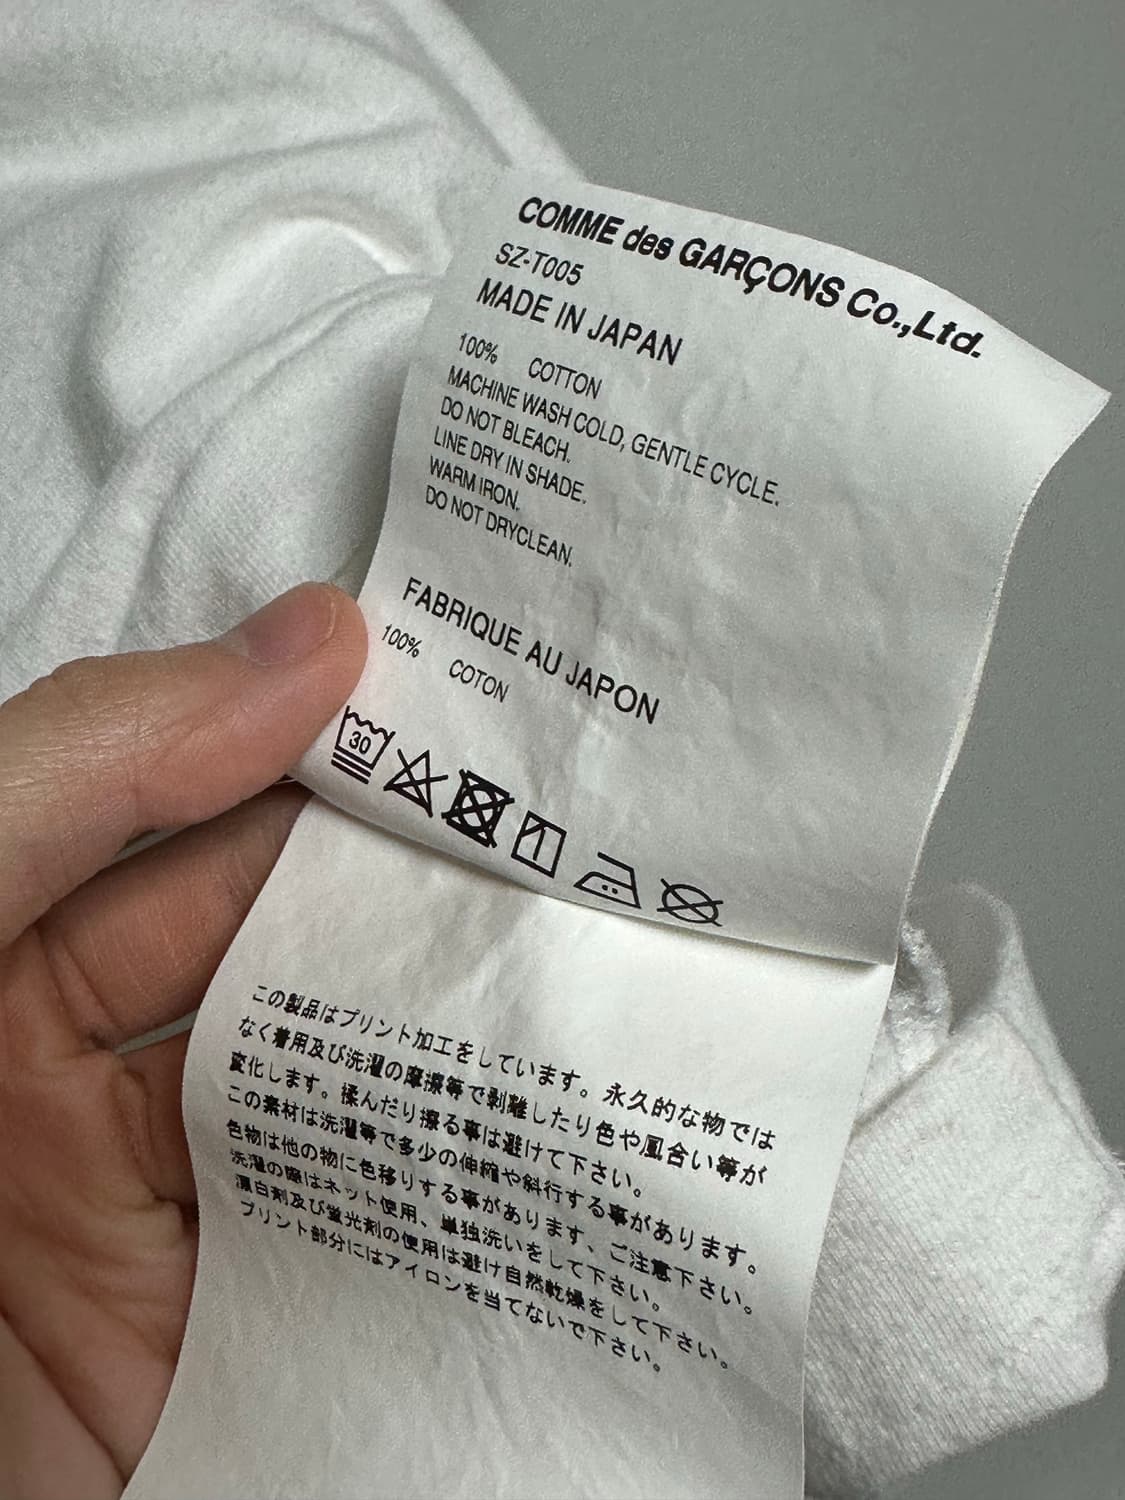 COMME des GARÇONS Co.,Ltd.
SZ-T005
MADE IN JAPAN
100% COTTON
MACHINE WASH COLD, GENTLE CYCLE.
DO NOT BLEACH.
LINE DRY IN SHADE.
WARM IRON.
DO NOT DRYCLEAN.
FABRIQUE AU JAPON
100% COTON
30
この製品はプリント加工をしています。永久的な物では
なく着用及び洗濯の摩擦等で剥離したり色や風合い等が
変化します。揉んだり擦る事は避けて下さい。
この素材は洗濯等で多少の伸縮や斜行する事があります。
色物は他の物に色移りする事があります、ご注意下さい。
洗濯の際はネット使用、単独洗いをして下さい。
漂白剤及び蛍光剤の使用は避け自然乾燥をして下さい。
プリント部分にはアイロンを当てないで下さい。